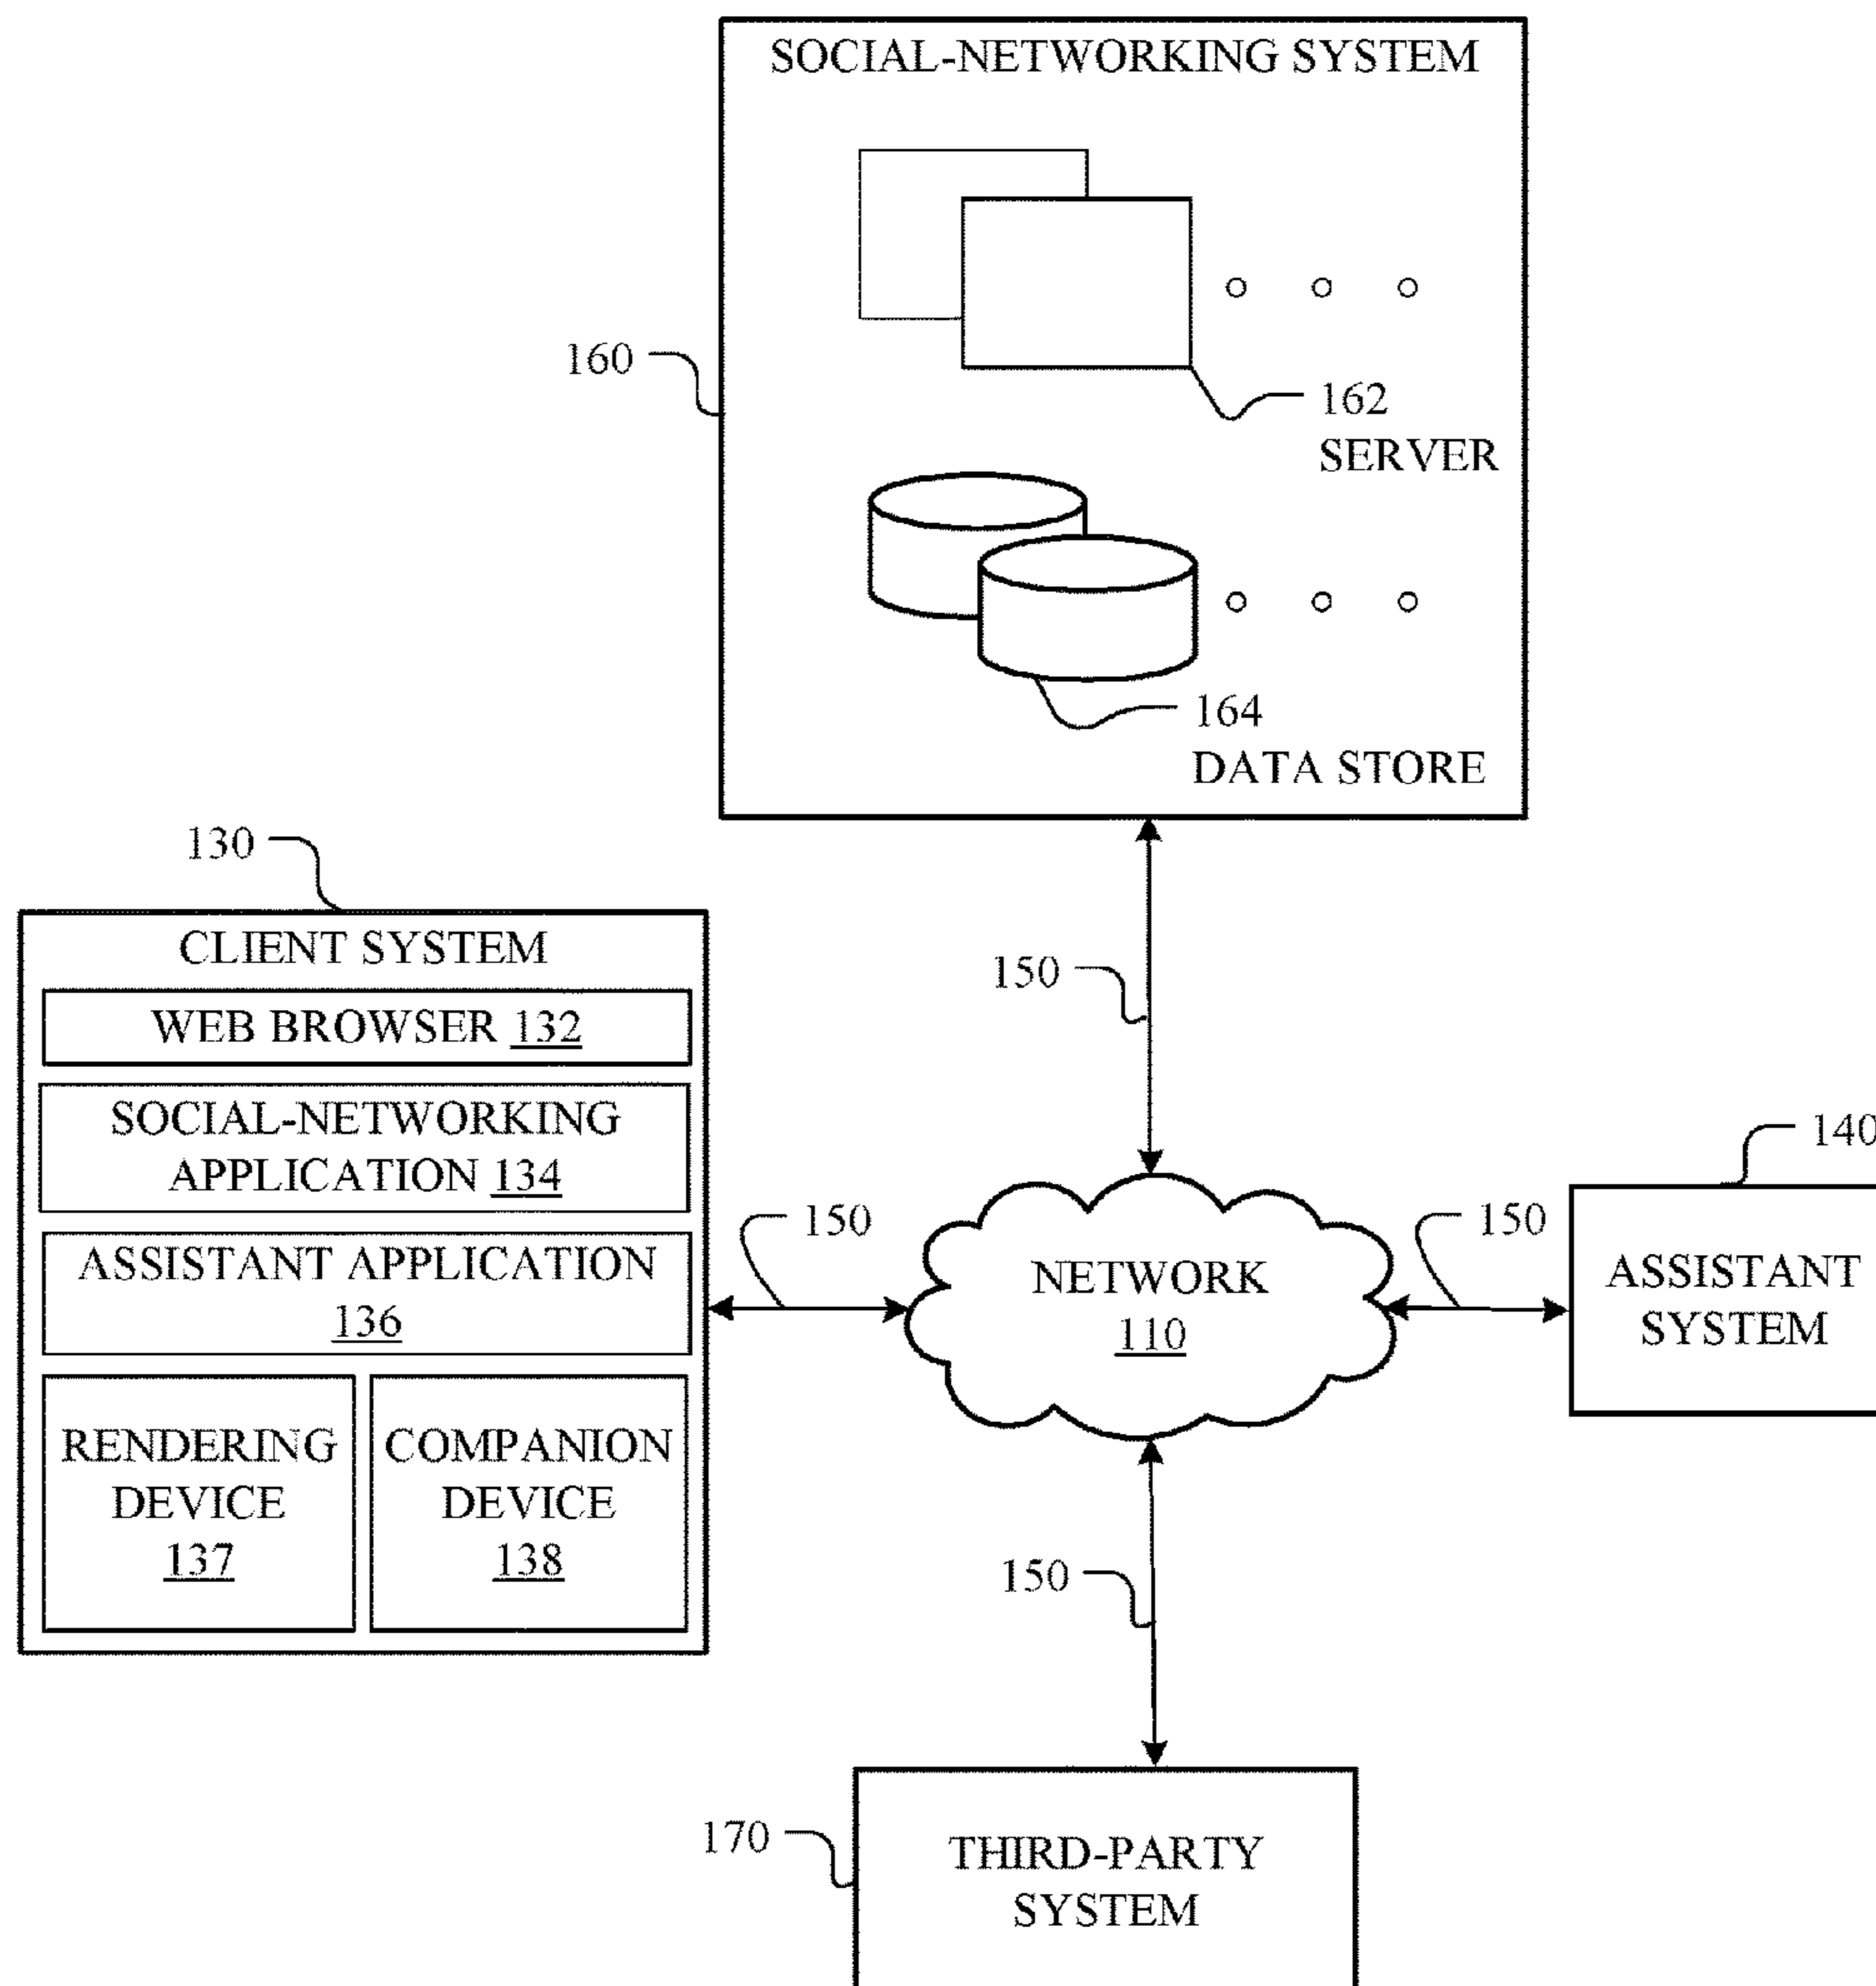 SOCIAL-NETWORKING SYSTEM
160
162
SERVER
164
DATA STORE
130
CLIENT SYSTEM
WEB BROWSER 132
SOCIAL-NETWORKING
APPLICATION 134
ASSISTANT APPLICATION
136
RENDERING
DEVICE
137
COMPANION
DEVICE
138
150
150
NETWORK
110
150
140
ASSISTANT
SYSTEM
150
170
THIRD-PARTY
SYSTEM